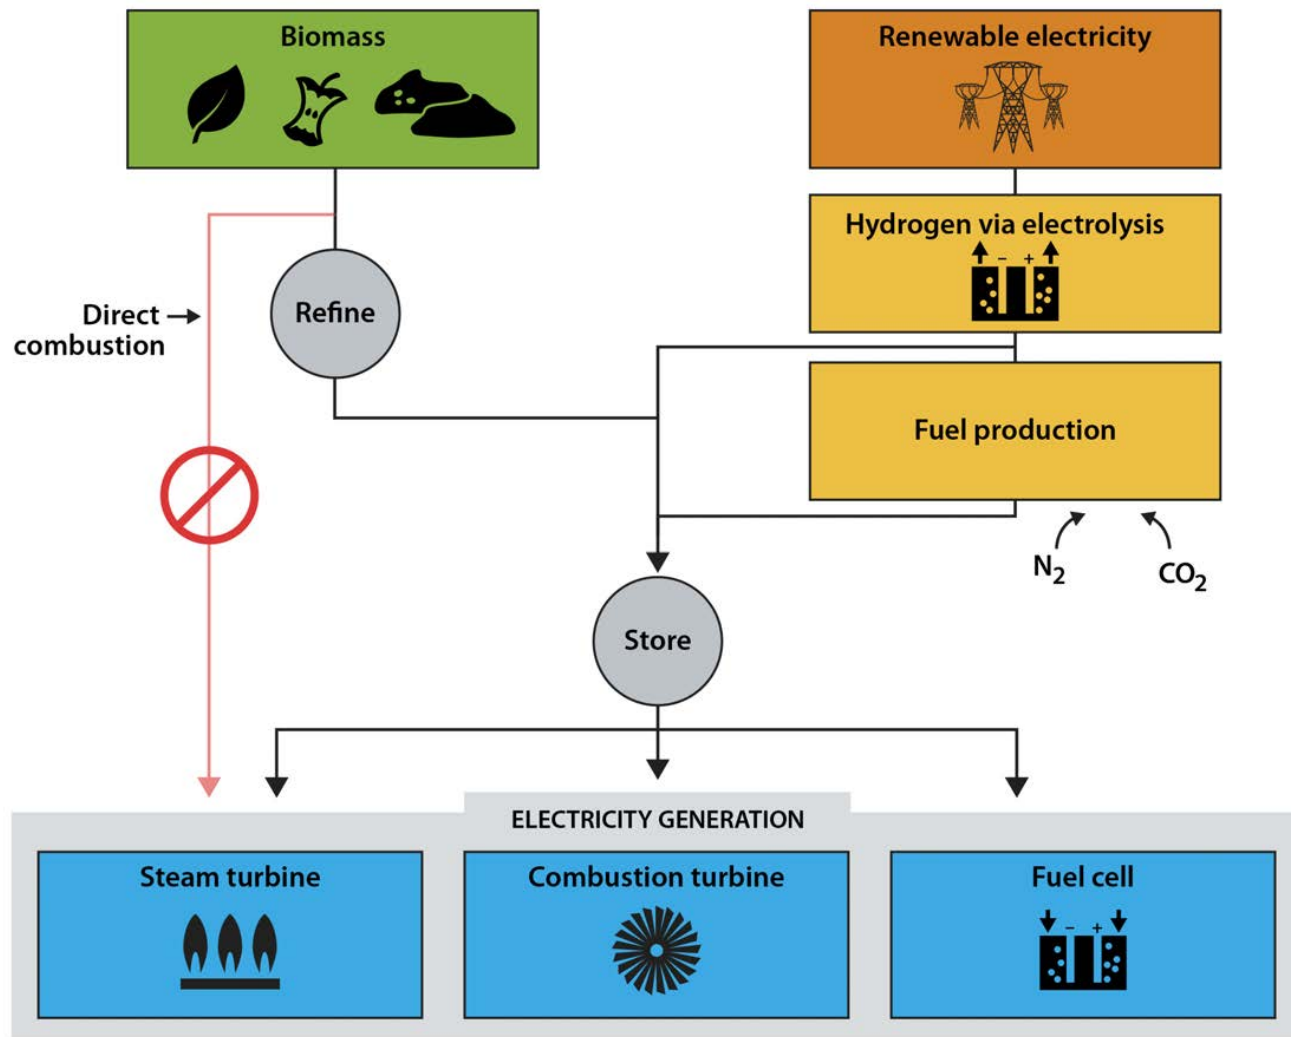 Biomass
Renewable electricity
Hydrogen via electrolysis
− +
Direct
combustion
Refine
Fuel production
N₂
CO₂
Store
ELECTRICITY GENERATION
Steam turbine
Combustion turbine
Fuel cell
− +